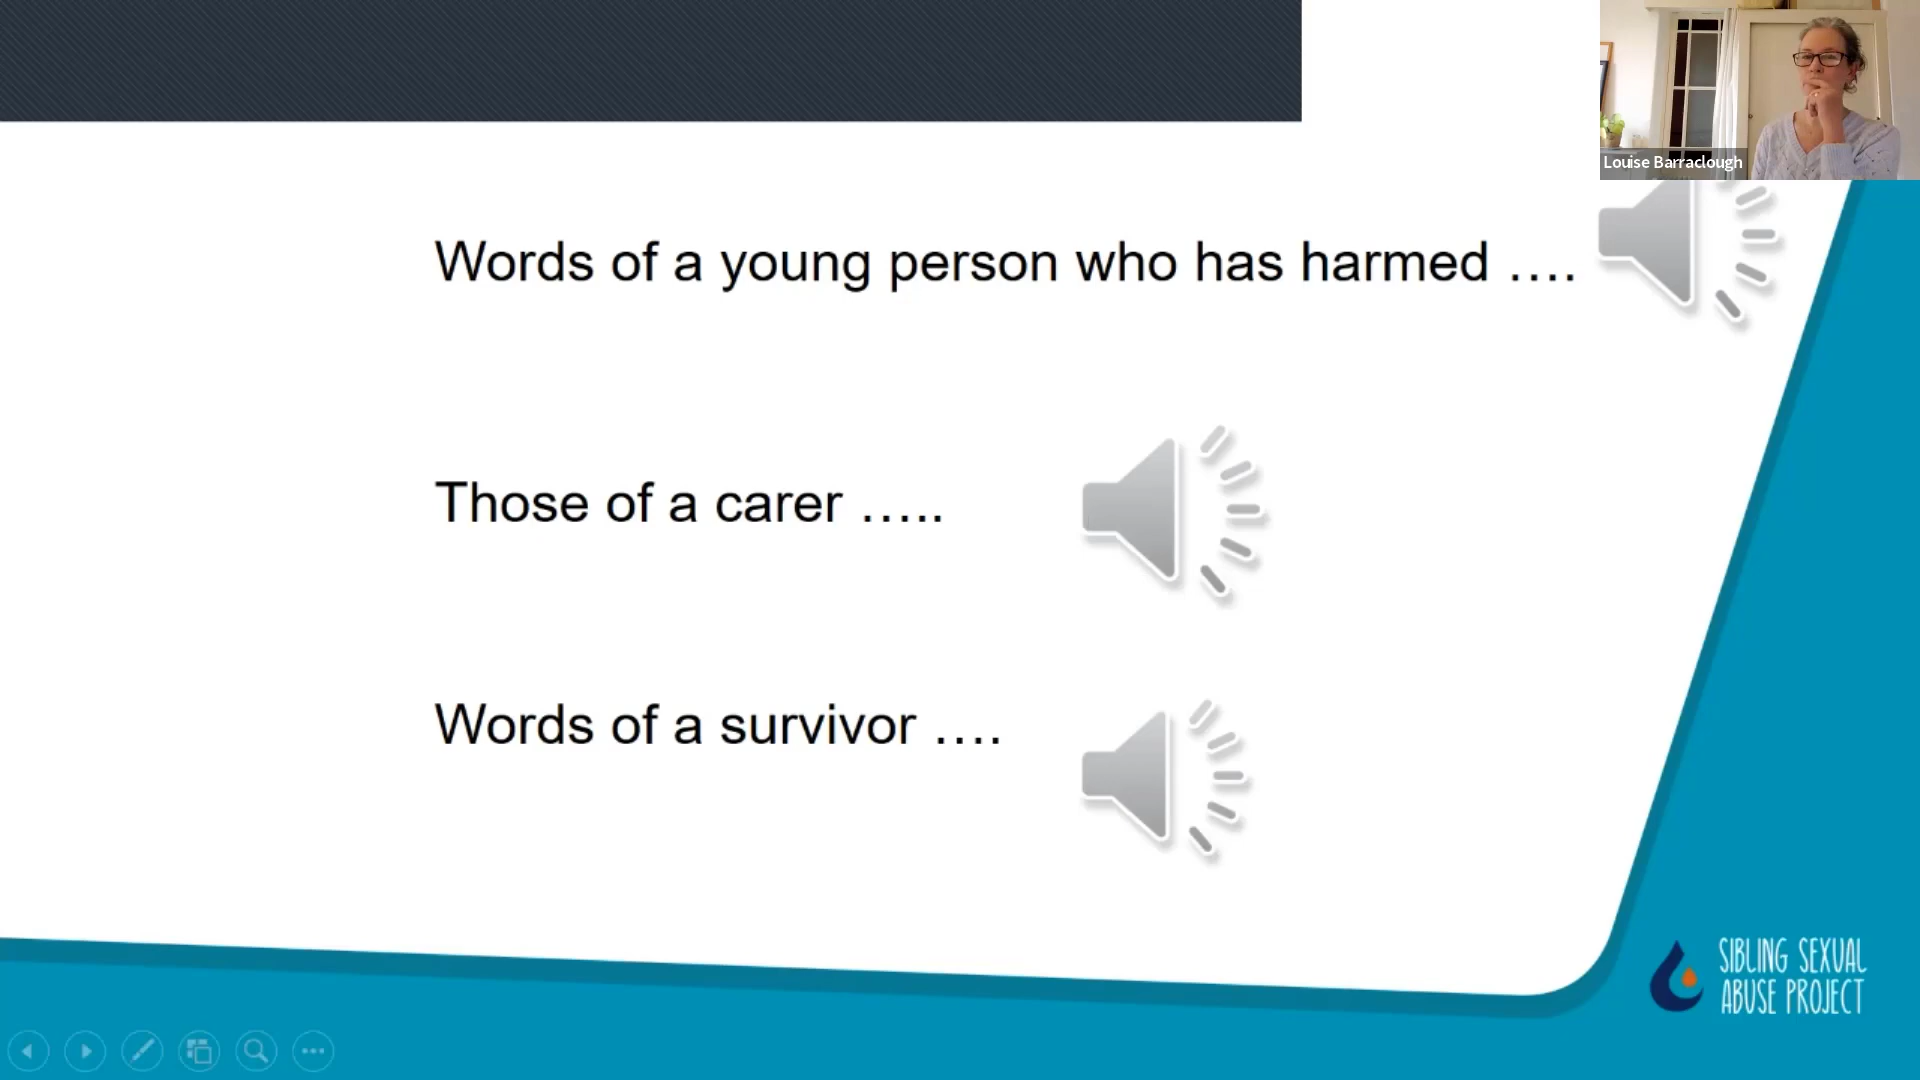 Louise Barraclough
Words of a young person who has harmed ....
Those of a carer .....
Words of a survivor ....
SIBLING SEXUAL
ABUSE PROJECT